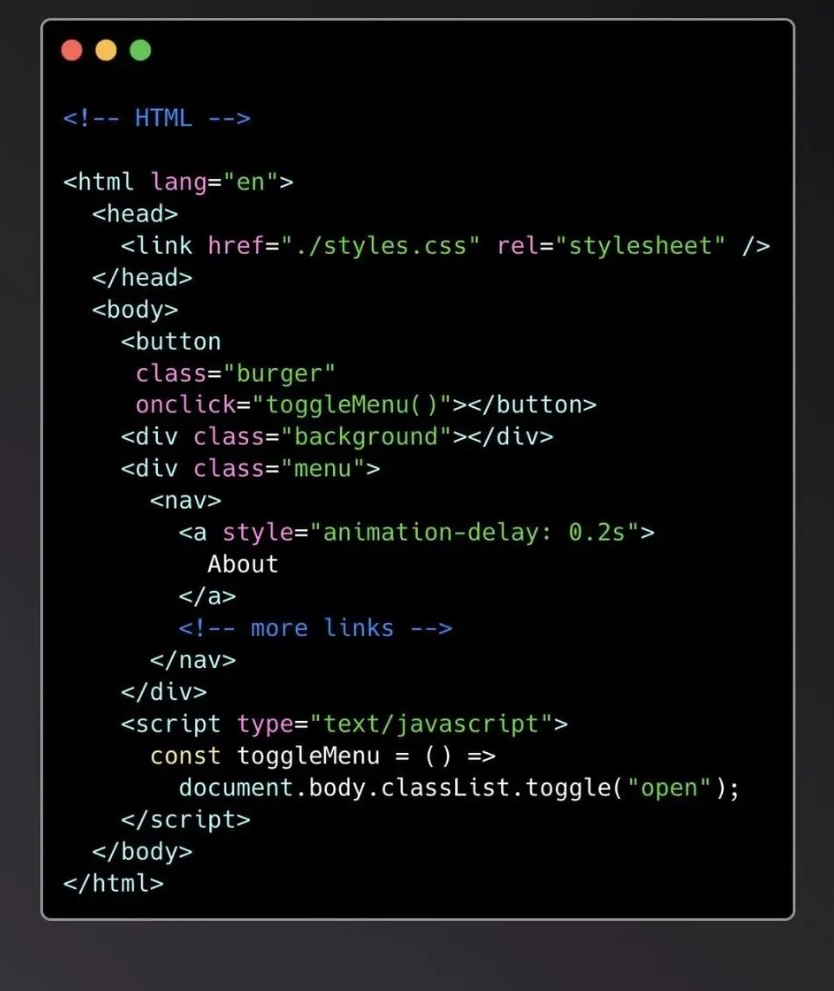 <!-- HTML -->
<html lang="en">
<head>
<link href="./styles.css" rel="stylesheet" />
</head>
<body>
<button
class="burger"
onclick="toggleMenu()"></button>
<div class="background"></div>
<div class="menu">
<nav>
<a style="animation-delay: 0.2s">
About
</a>
<!-- more links -->
</nav>
</div>
<script type="text/javascript">
const toggleMenu = () =>
document.body.classList.toggle("open");
</script>
</body>
</html>